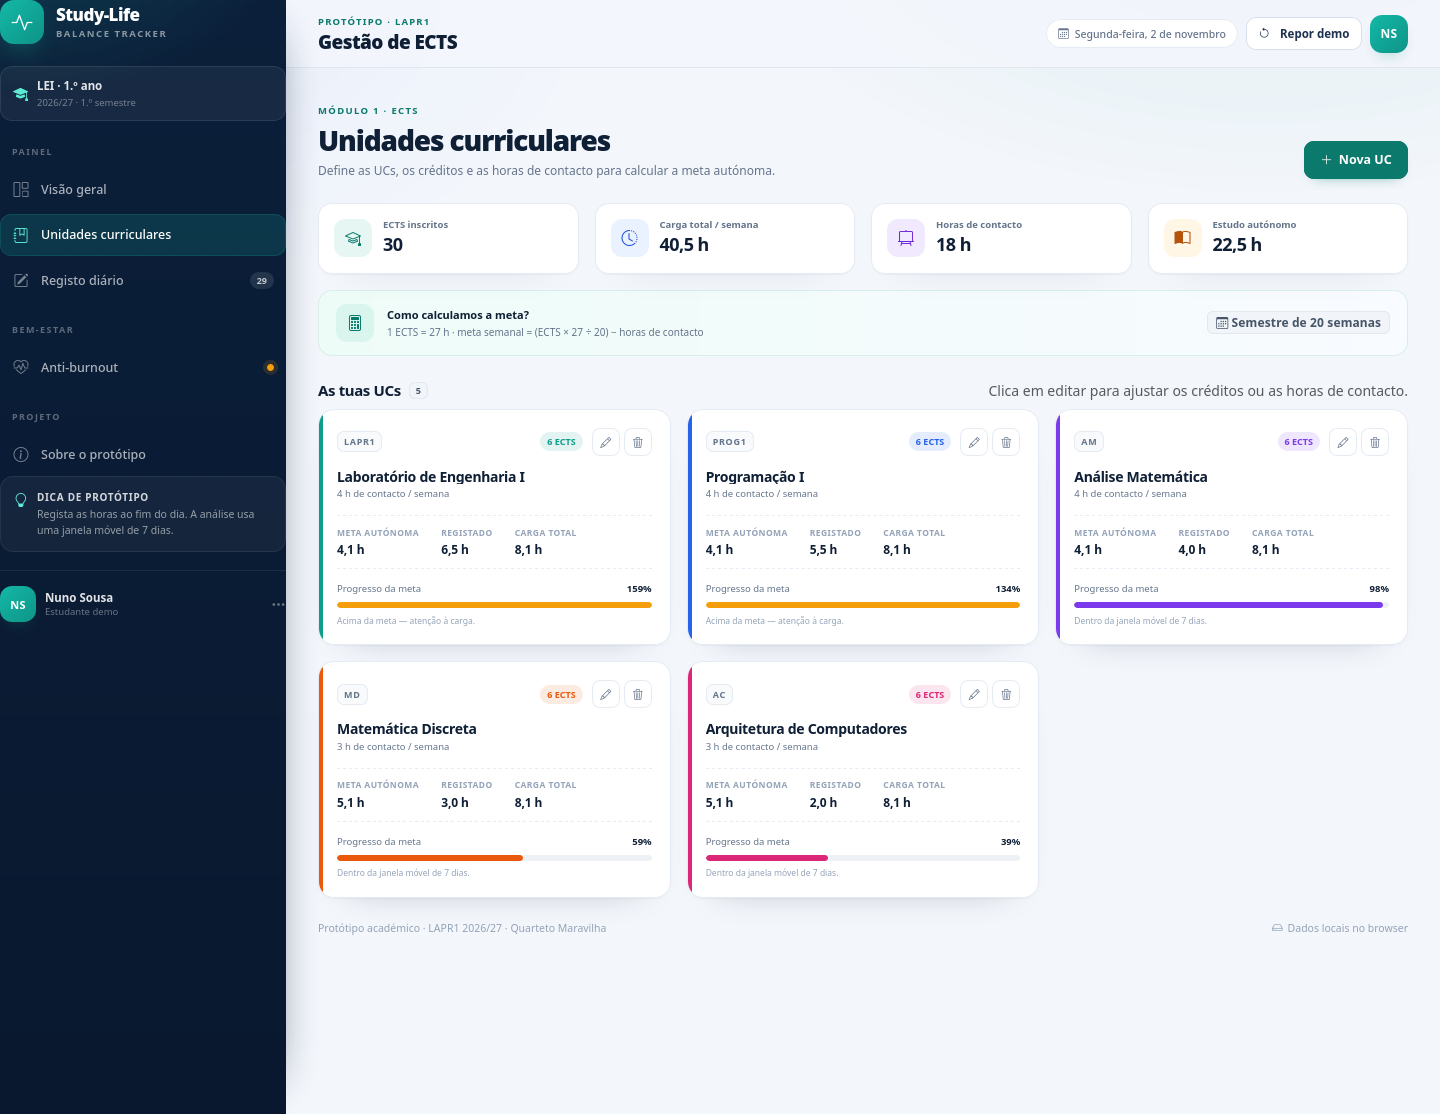 Study-Life
BALANCE TRACKER
LEI · 1.º ano
2026/27 · 1.º semestre
PAINEL
Visão geral
Unidades curriculares
Registo diário
29
BEM-ESTAR
Anti-burnout
PROJETO
Sobre o protótipo
DICA DE PROTÓTIPO
Regista as horas ao fim do dia. A análise usa
uma janela móvel de 7 dias.
NS
Nuno Sousa
Estudante demo
PROTÓTIPO · LAPR1
Gestão de ECTS
Segunda-feira, 2 de novembro
Repor demo
NS
MÓDULO 1 · ECTS
Unidades curriculares
Define as UCs, os créditos e as horas de contacto para calcular a meta autónoma.
Nova UC
ECTS inscritos
30
Carga total / semana
40,5 h
Horas de contacto
18 h
Estudo autónomo
22,5 h
Como calculamos a meta?
1 ECTS = 27 h · meta semanal = (ECTS × 27 ÷ 20) − horas de contacto
Semestre de 20 semanas
As tuas UCs 5
Clica em editar para ajustar os créditos ou as horas de contacto.
LAPR1
6 ECTS
Laboratório de Engenharia I
4 h de contacto / semana
META AUTÓNOMA REGISTADO CARGA TOTAL
4,1 h 6,5 h 8,1 h
Progresso da meta 159%
Acima da meta — atenção à carga.
PROG1
6 ECTS
Programação I
4 h de contacto / semana
META AUTÓNOMA REGISTADO CARGA TOTAL
4,1 h 5,5 h 8,1 h
Progresso da meta 134%
Acima da meta — atenção à carga.
AM
6 ECTS
Análise Matemática
4 h de contacto / semana
META AUTÓNOMA REGISTADO CARGA TOTAL
4,1 h 4,0 h 8,1 h
Progresso da meta 98%
Dentro da janela móvel de 7 dias.
MD
6 ECTS
Matemática Discreta
3 h de contacto / semana
META AUTÓNOMA REGISTADO CARGA TOTAL
5,1 h 3,0 h 8,1 h
Progresso da meta 59%
Dentro da janela móvel de 7 dias.
AC
6 ECTS
Arquitetura de Computadores
3 h de contacto / semana
META AUTÓNOMA REGISTADO CARGA TOTAL
5,1 h 2,0 h 8,1 h
Progresso da meta 39%
Dentro da janela móvel de 7 dias.
Protótipo académico · LAPR1 2026/27 · Quarteto Maravilha
Dados locais no browser